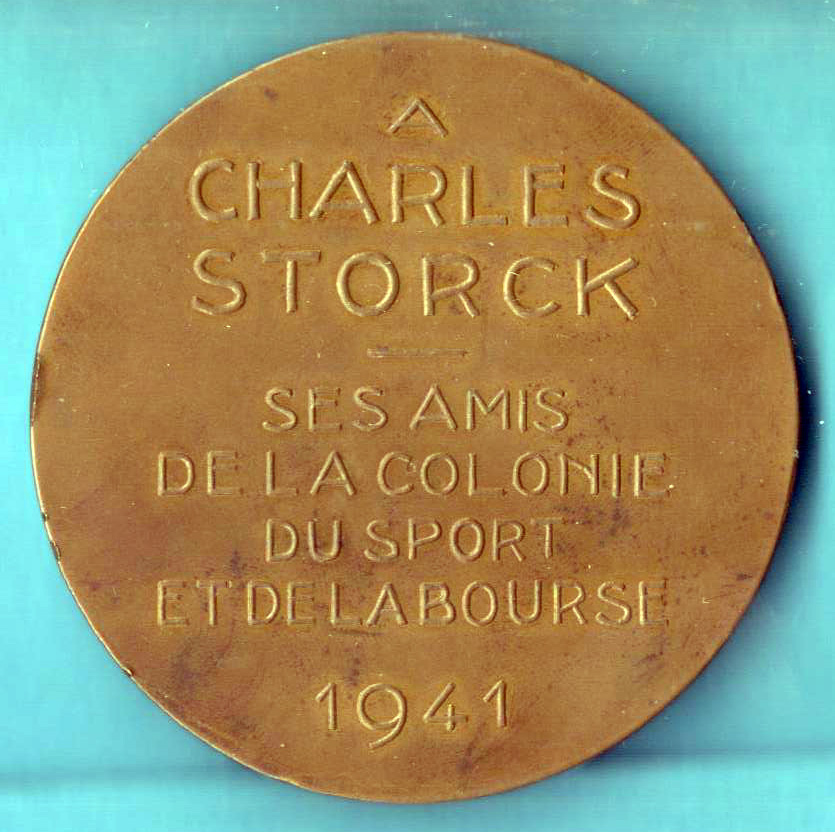 A
CHARLES
STORCK
SES AMIS
DE LA COLONIE
DU SPORT
ET DE LA BOURSE
1941